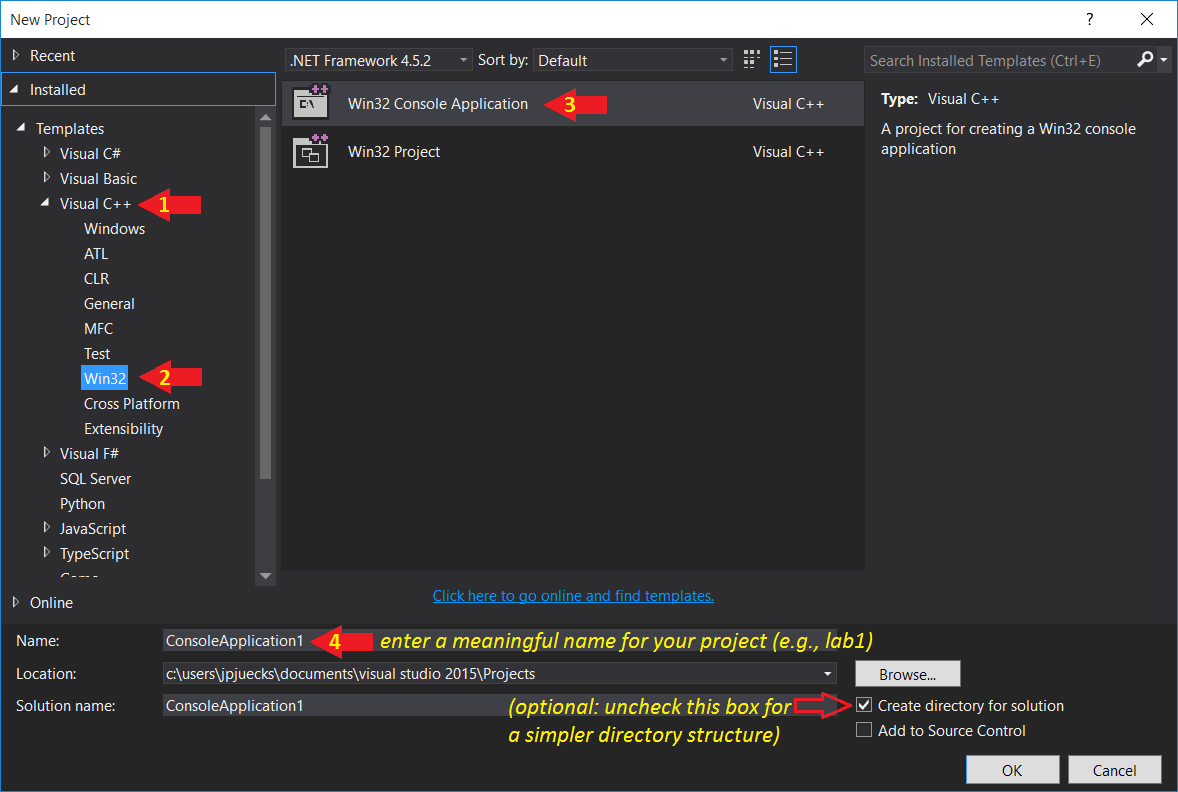 New Project
?
Recent
Installed
.NET Framework 4.5.2
Sort by:
Default
Search Installed Templates (Ctrl+E)
Templates
Visual C#
Visual Basic
Visual C++
1
Windows
ATL
CLR
General
MFC
Test
Win32
2
Cross Platform
Extensibility
Visual F#
SQL Server
Python
JavaScript
TypeScript
Game
Online
C:\
Win32 Console Application
3
Visual C++
Win32 Project
Visual C++
Type: Visual C++
A project for creating a Win32 console
application
Click here to go online and find templates.
Name:
ConsoleApplication1
4
enter a meaningful name for your project (e.g., lab1)
Location:
c:\users\jpjuecks\documents\visual studio 2015\Projects
Browse...
Solution name:
ConsoleApplication1
(optional: uncheck this box for
a simpler directory structure)
Create directory for solution
Add to Source Control
OK
Cancel